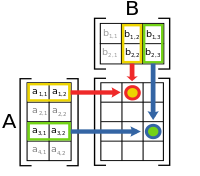 B
b1,1 b1,2 b1,3
b2,1 b2,2 b2,3
A
a1,1 a1,2
a2,1 a2,2
a3,1 a3,2
a4,1 a4,2